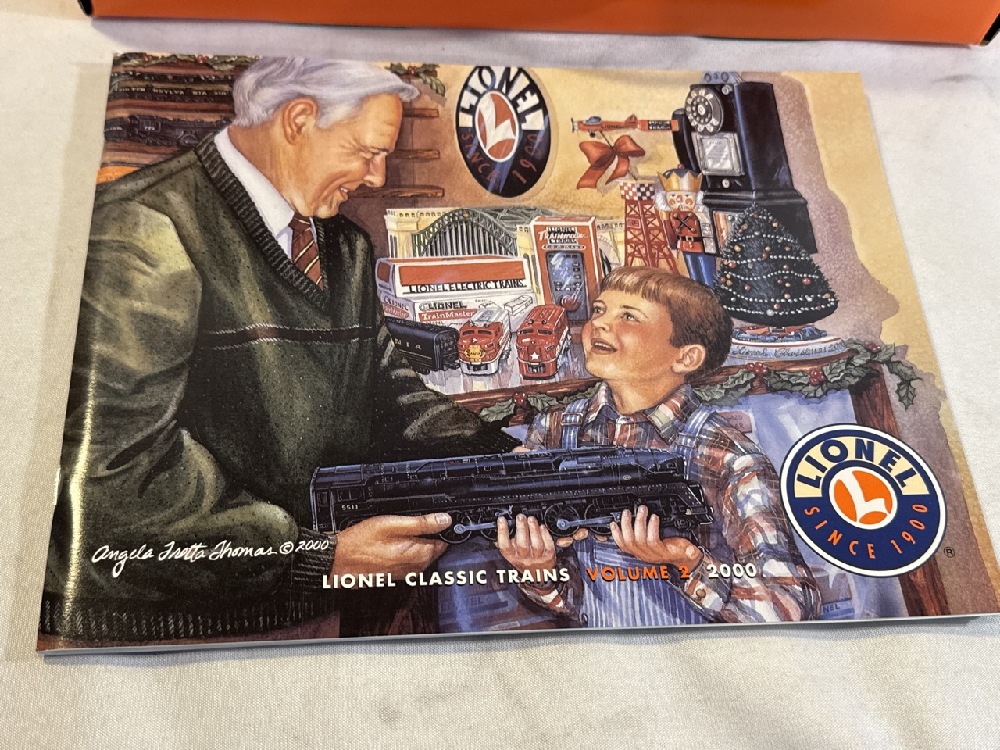 LIONEL
SINCE 190
LIONEL ELECTRIC TRAINS
LIONEL
TrainMaster
LIONEL
SINCE 1900
®
Angela Trotta Thomas © 2000
LIONEL CLASSIC TRAINS VOLUME 2, 2000